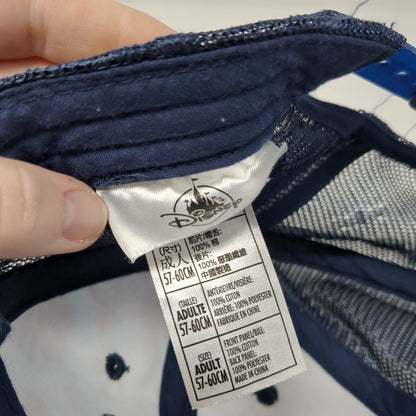 Disney
(尺寸)
成人
57-60CM
前片/帽舌:
100% 棉
後片:
100% 聚酯纖維
中國製造
(TAILLE)
ADULTE
57-60CM
ANTÉRIEURE/VISIÈRE:
100% COTON
ARRIÈRE: 100% POLYESTER
FABRIQUÉ EN CHINE
(SIZE)
ADULT
57-60CM
FRONT PANEL/BILL:
100% COTTON
BACK PANEL:
100% POLYESTER
MADE IN CHINA